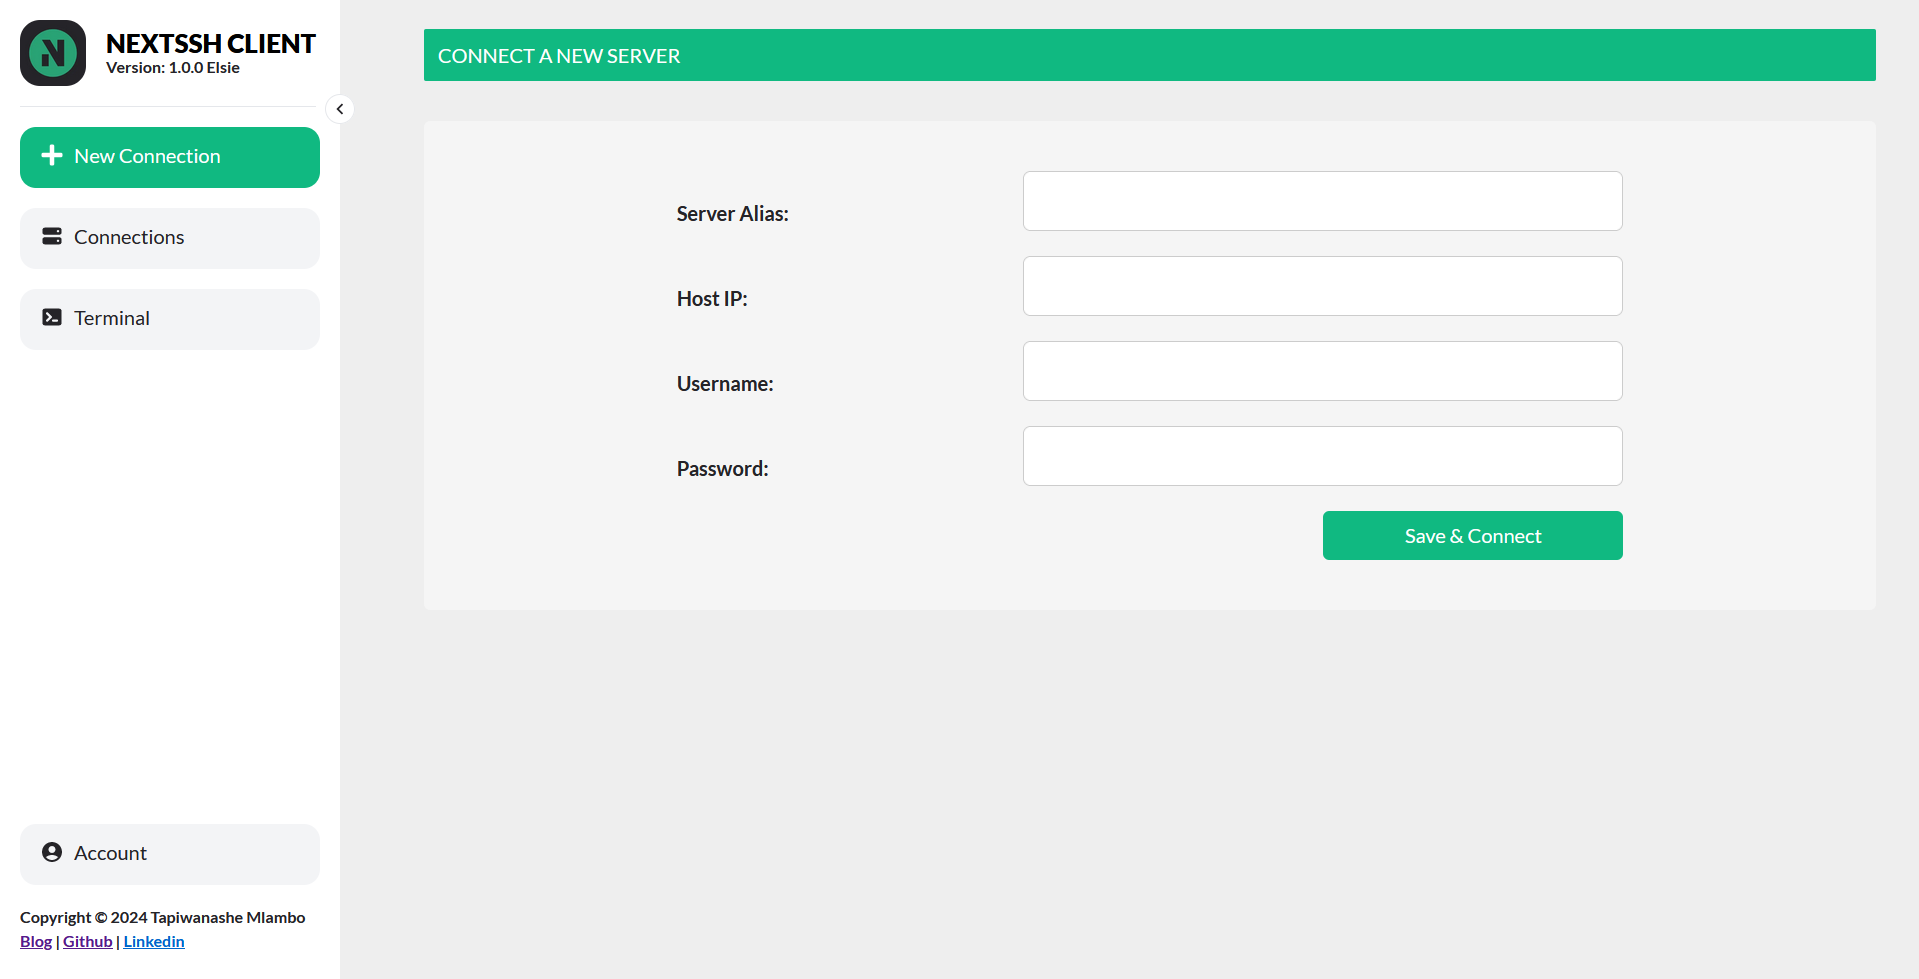 NEXTSSH CLIENT
Version: 1.0.0 Elsie
New Connection
Connections
Terminal
Account
Copyright © 2024 Tapiwanashe Mlambo
Blog | Github | Linkedin
CONNECT A NEW SERVER
Server Alias:
Host IP:
Username:
Password:
Save & Connect